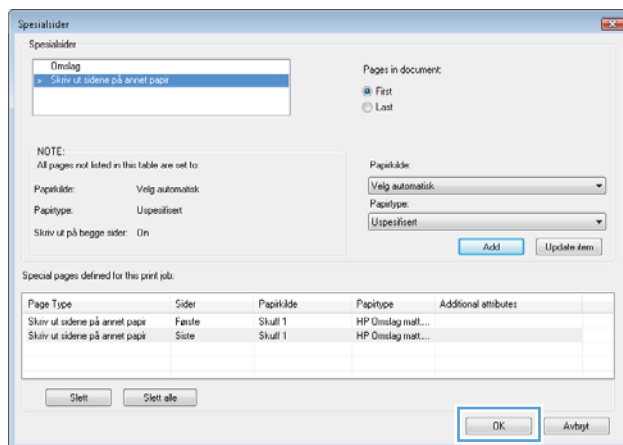 Spesialsider
Spesialsider
Omslag
» Skriv ut sidene på annet papir
Pages in document:
First
Last
NOTE:
All pages not listed in this table are set to:
Papirkilde: Velg automatisk
Papirtype: Uspesifisert
Skriv ut på begge sider: On
Papirkilde:
Velg automatisk
Papirtype:
Uspesifisert
Add Update item
Special pages defined for this print job:
Page Type Sider Papirkilde Papirtype Additional attributes
Skriv ut sidene på annet papir Første Skuff 1 HP Omslag matt,...
Skriv ut sidene på annet papir Siste Skuff 1 HP Omslag matt,...
Slett Slett alle
OK Avbryt